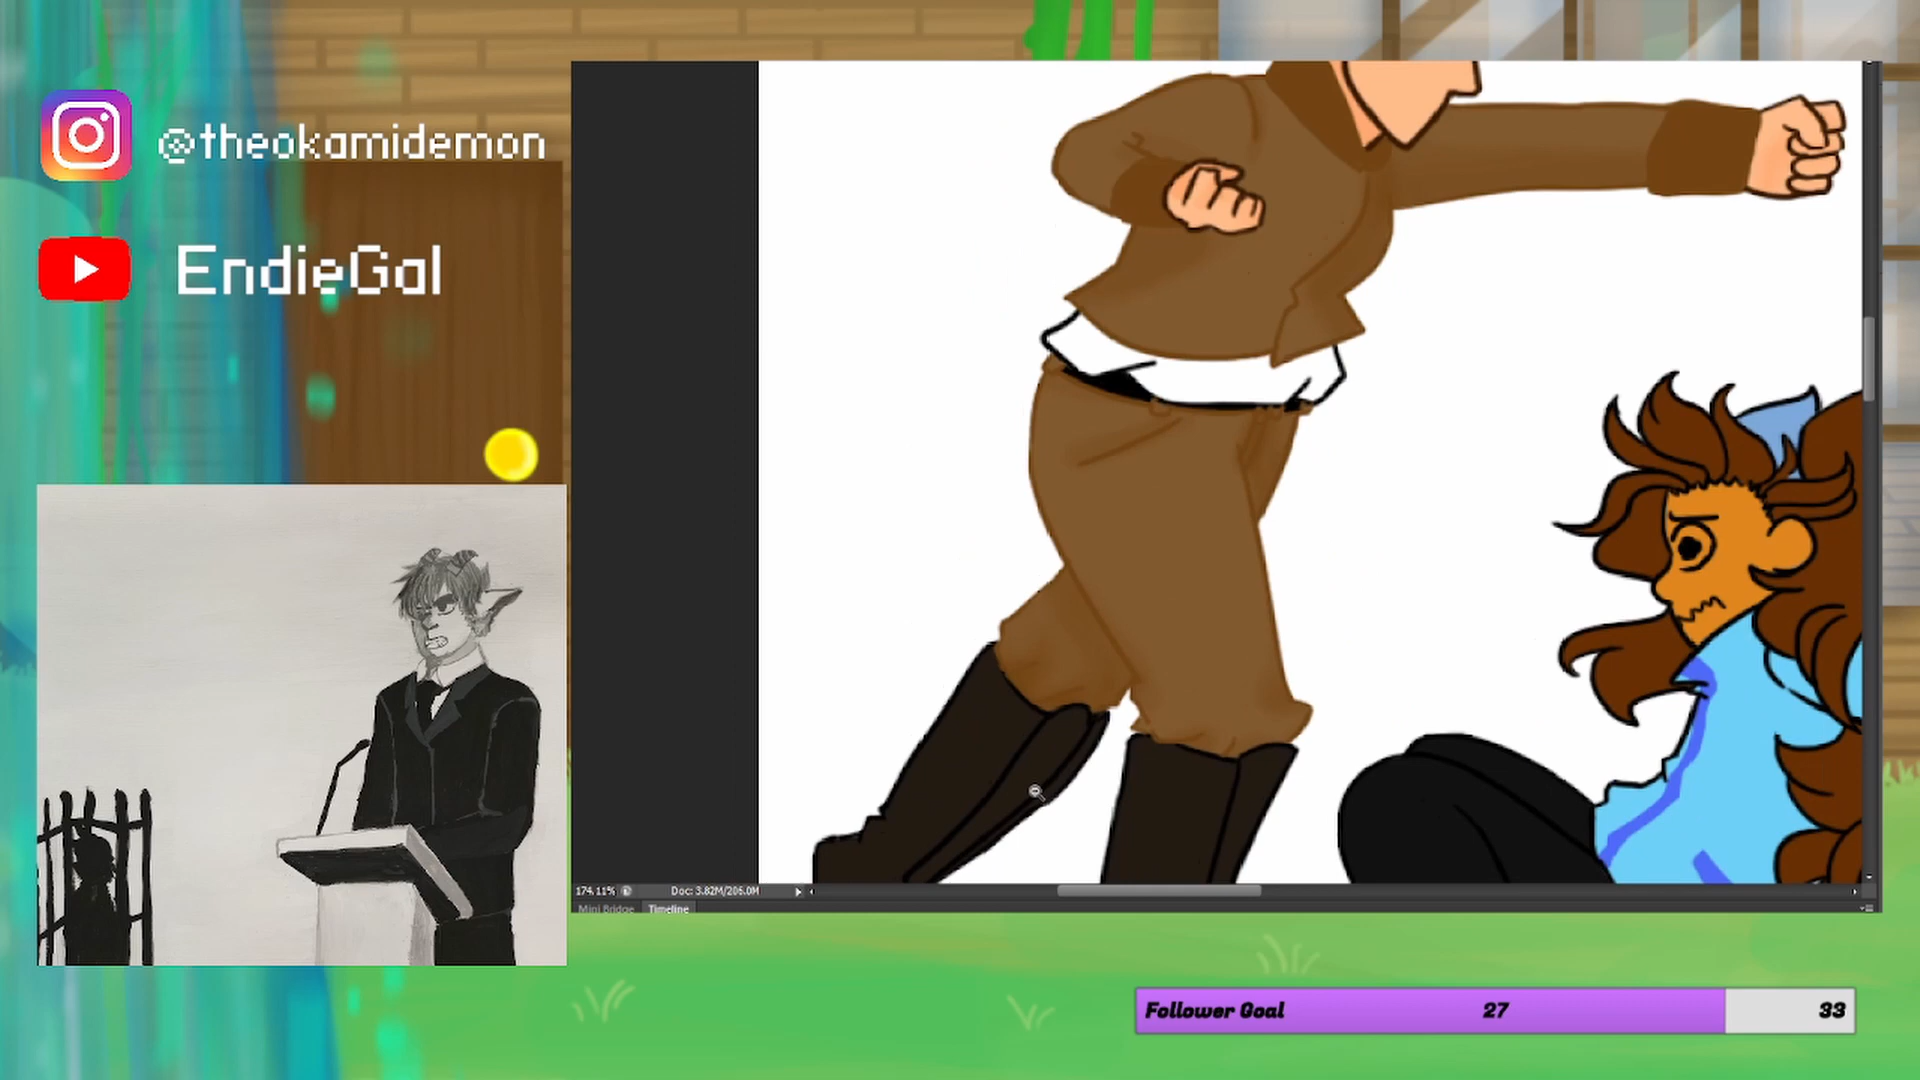 @theokamidemon
EndieGal
174.11%
Doc: 3.82M/206.0M
Mini Bridge
Timeline
Follower Goal
27
33